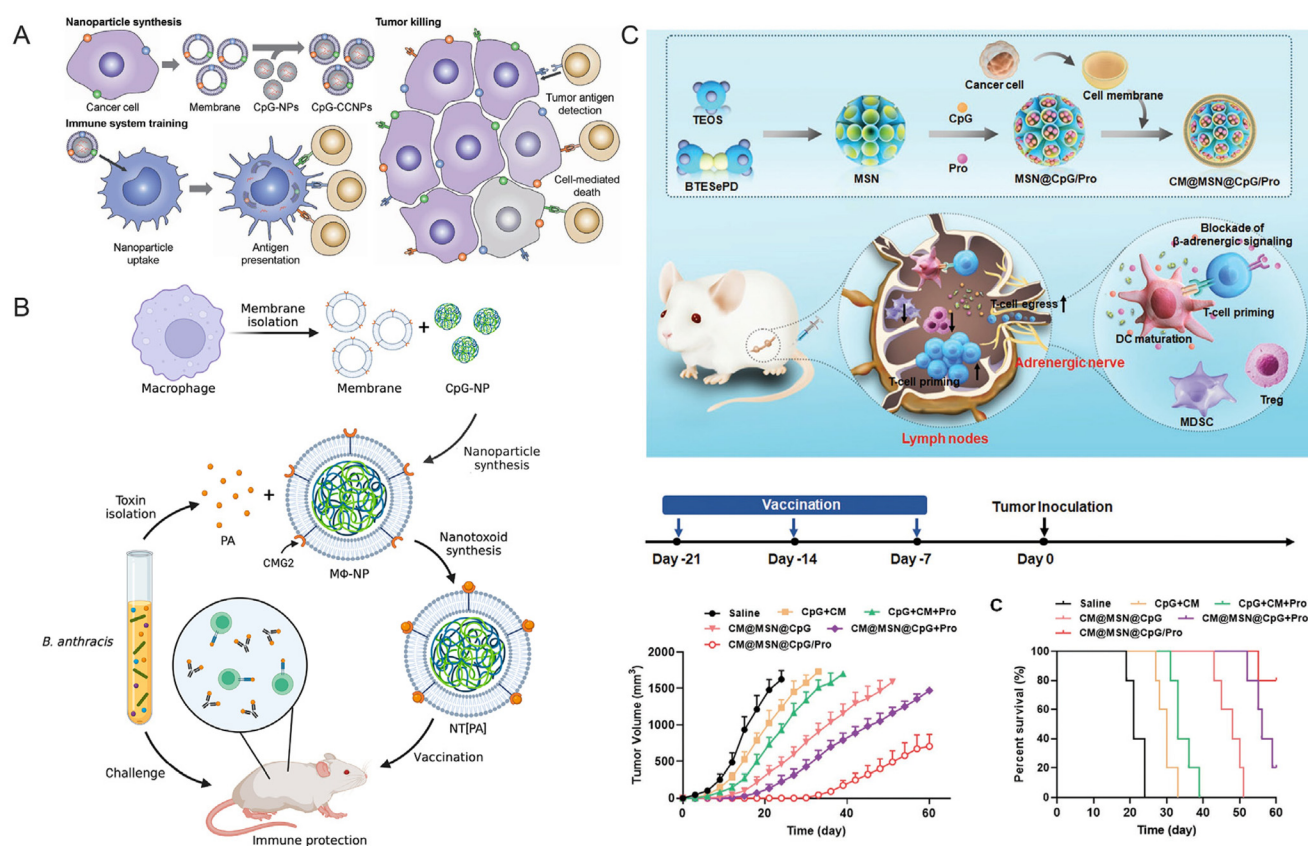 A
Nanoparticle synthesis
Cancer cell
Membrane
CpG-NPs
CpG-CCNPs
Immune system training
Nanoparticle
uptake
Antigen
presentation
Tumor killing
Tumor antigen
detection
Cell-mediated
death
B
Macrophage
Membrane
isolation
Membrane
+
CpG-NP
Nanoparticle
synthesis
Toxin
isolation
PA
+
CMG2
MΦ-NP
Nanotoxoid
synthesis
B. anthracis
NT[PA]
Challenge
Vaccination
Immune protection
C
Cancer cell
Cell membrane
TEOS
BTESePD
MSN
CpG
Pro
MSN@CpG/Pro
CM@MSN@CpG/Pro
T-cell egress
T-cell priming
Adrenergic nerve
Lymph nodes
Blockade of
β-adrenergic signaling
T-cell priming
DC maturation
MDSC
Treg
Vaccination
Tumor Inoculation
Day -21
Day -14
Day -7
Day 0
Saline
CpG+CM
CpG+CM+Pro
CM@MSN@CpG
CM@MSN@CpG+Pro
CM@MSN@CpG/Pro
Tumor Volume (mm³)
2000
1600
1200
800
500
0
0
20
40
60
Time (day)
C
Saline
CpG+CM
CpG+CM+Pro
CM@MSN@CpG
CM@MSN@CpG+Pro
CM@MSN@CpG/Pro
Percent survival (%)
100
80
60
40
20
0
0
10
20
30
40
50
60
Time (day)